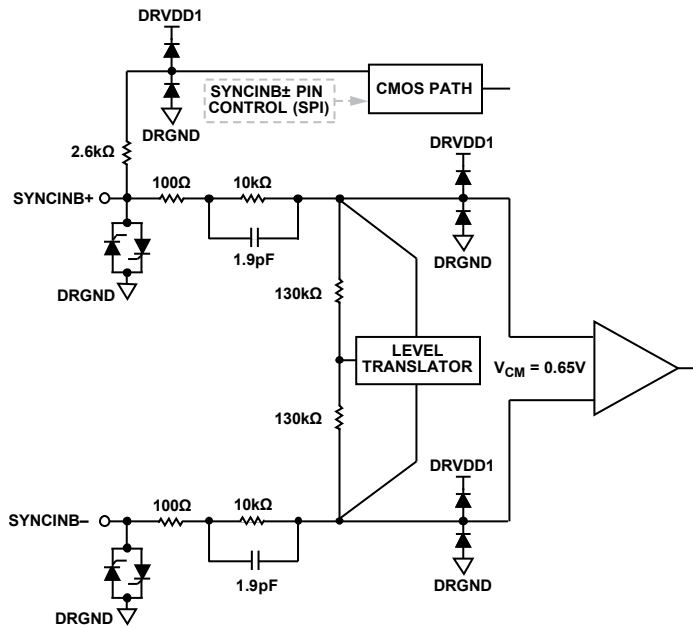 DRVDD1
SYNCINB± PIN
CONTROL (SPI)
CMOS PATH
DRGND
2.6kΩ
DRVDD1
100Ω
10kΩ
SYNCINB+
1.9pF
DRGND
DRGND
130kΩ
LEVEL
TRANSLATOR
VCM = 0.65V
130kΩ
DRVDD1
100Ω
10kΩ
SYNCINB–
1.9pF
DRGND
DRGND